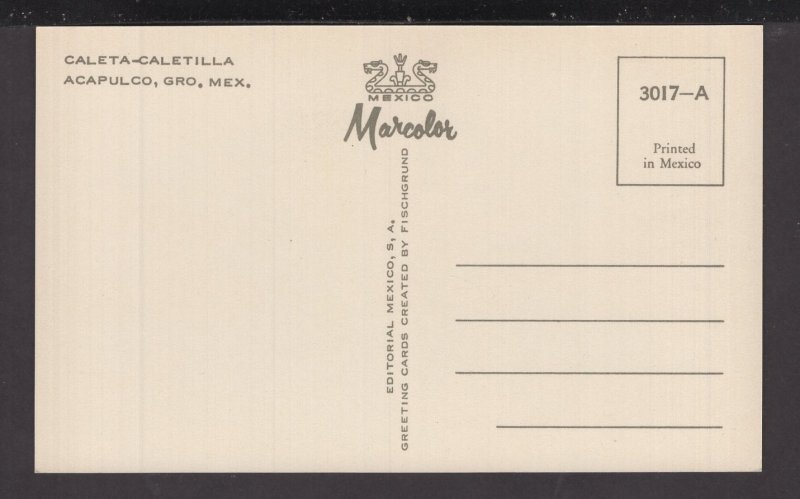 CALETA-CALETILLA
ACAPULCO, GRO. MEX.
MEXICO
Marcolor
EDITORIAL MEXICO, S, A.
GREETING CARDS CREATED BY FISCHGRUND
3017-A
Printed
in Mexico